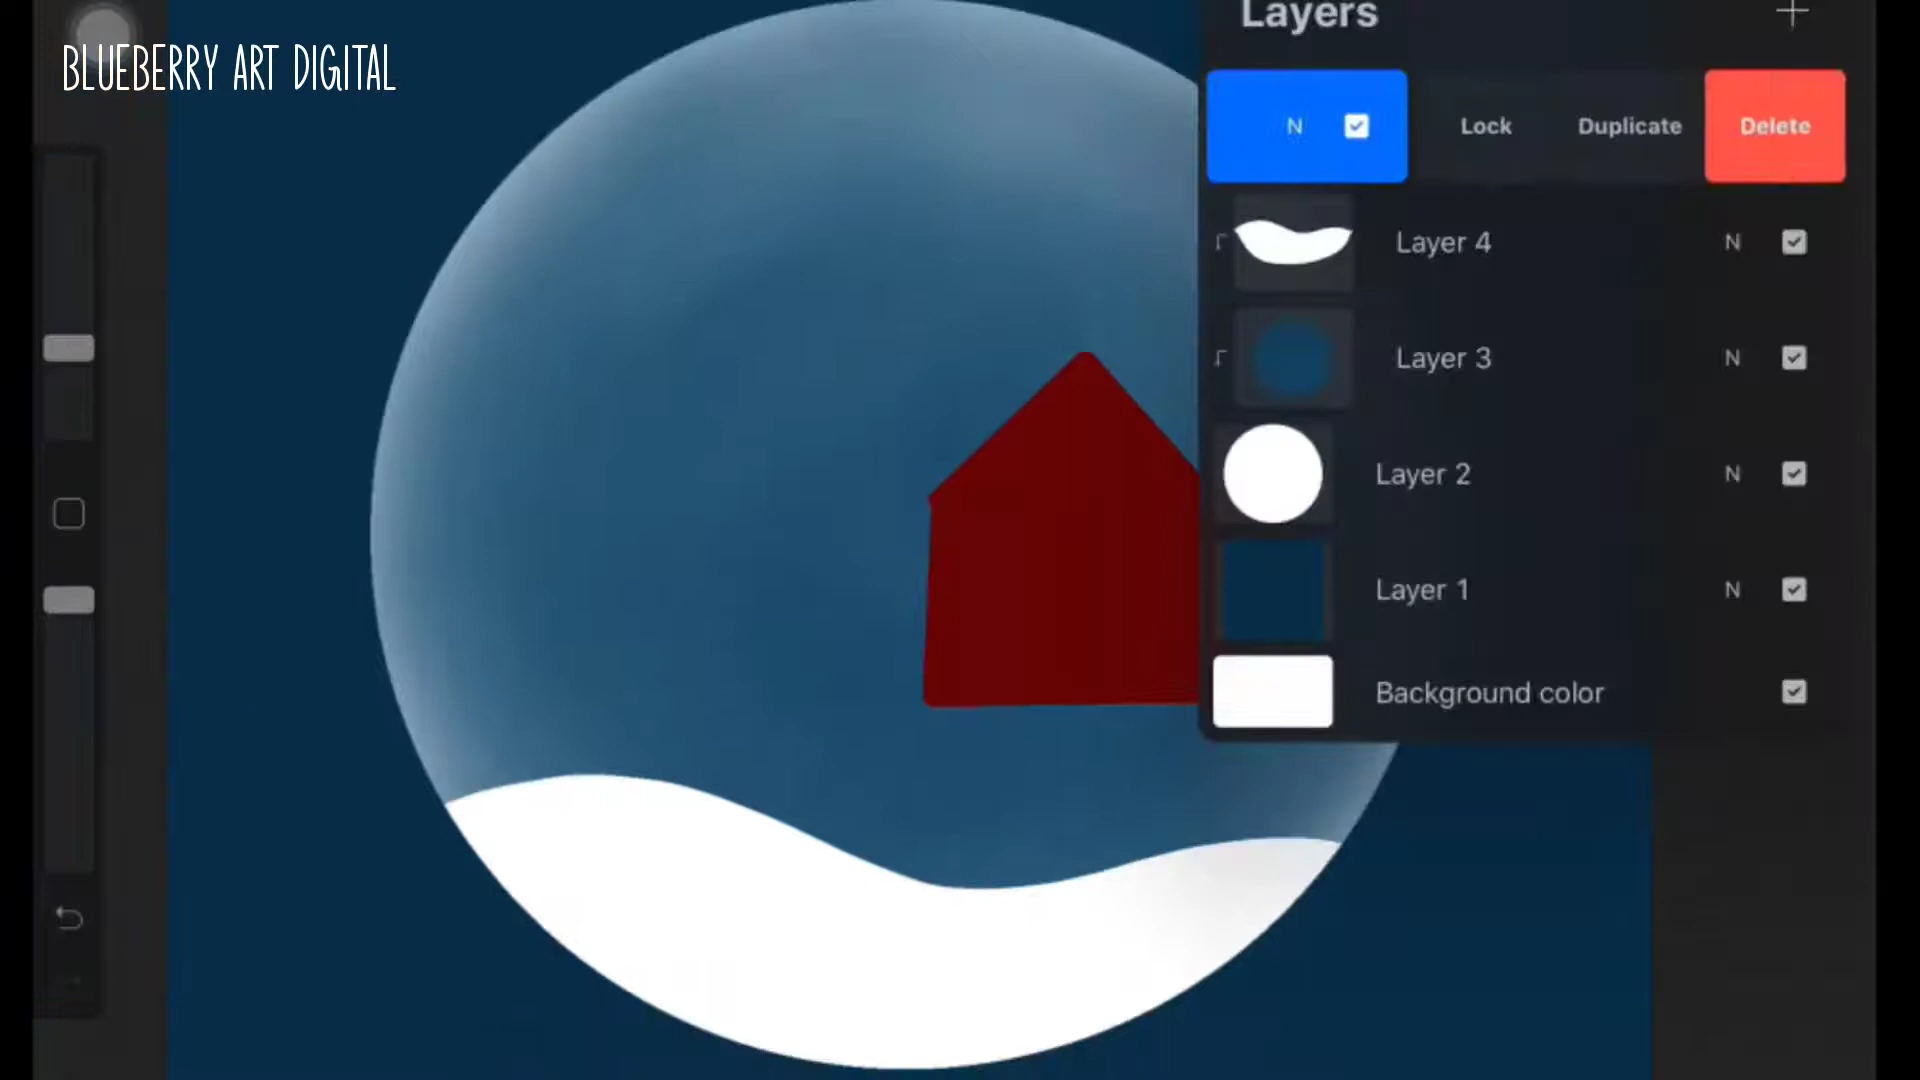 Layers
BLUEBERRY ART DIGITAL
N Lock Duplicate Delete
Layer 4 N
Layer 3 N
Layer 2 N
Layer 1 N
Background color